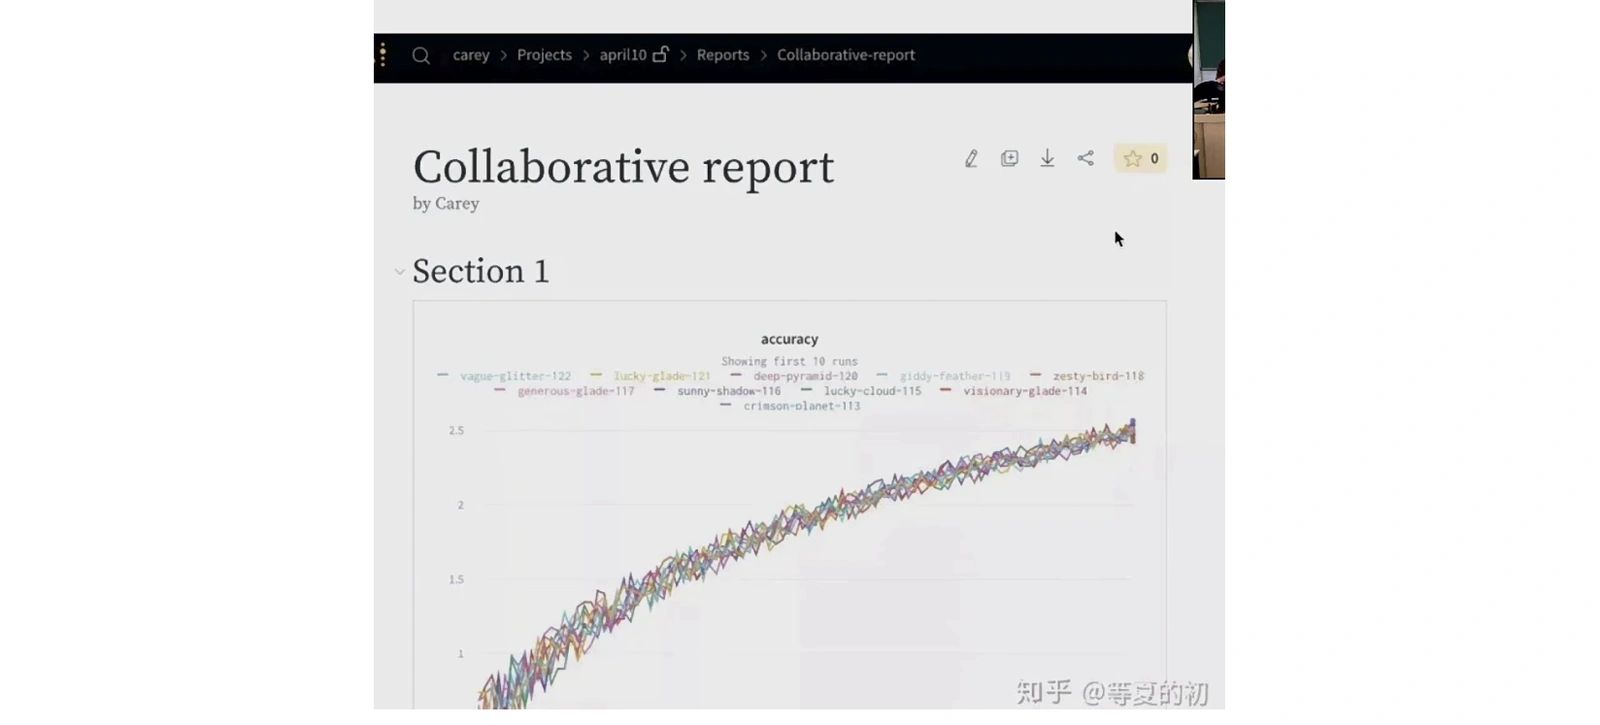 carey > Projects > april10 > Reports > Collaborative-report
Collaborative report
0
by Carey
Section 1
accuracy
Showing first 10 runs
vague-glitter-122 lucky-glade-121 deep-pyramid-120 giddy-feather-119 zesty-bird-118
generous-glade-117 sunny-shadow-116 lucky-cloud-115 visionary-glade-114
crimson-planet-113
2.5
2
1.5
1
知乎 @等夏的初